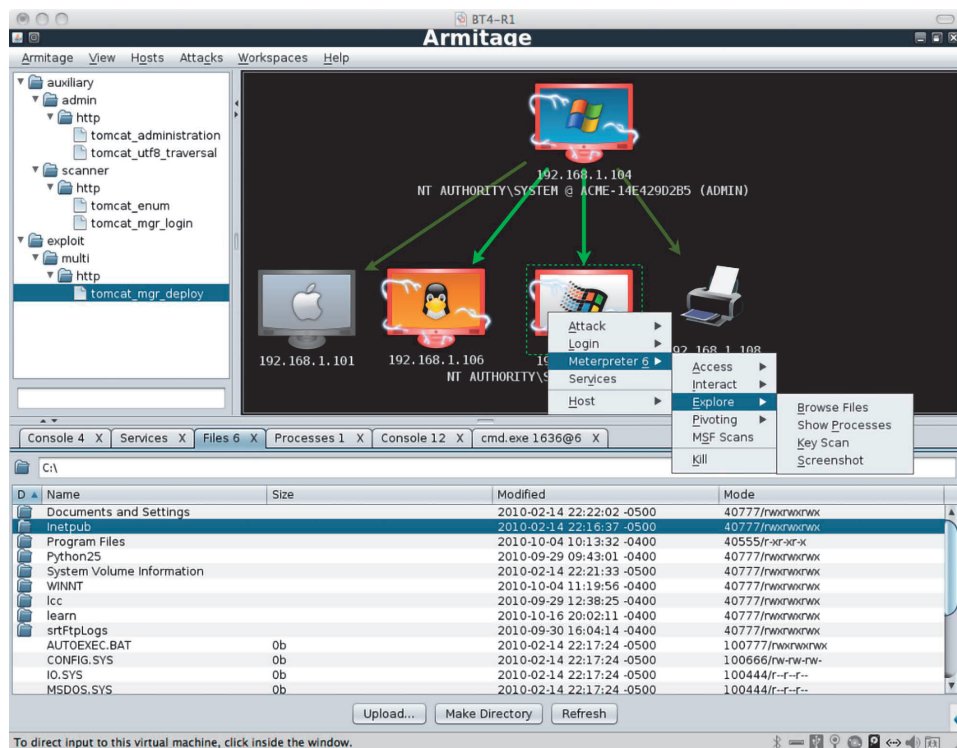 BT4-R1
Armitage
Armitage View Hosts Attacks Workspaces Help
auxiliary
admin
http
tomcat_administration
tomcat_utf8_traversal
scanner
http
tomcat_enum
tomcat_mgr_login
exploit
multi
http
tomcat_mgr_deploy
192.168.1.104
NT AUTHORITY\SYSTEM @ ACME-14E429D2B5 (ADMIN)
192.168.1.101
192.168.1.106
NT AUTHORITY\S
92.168.1.108
Attack
Login
Meterpreter 6
Services
Host
Access
Interact
Explore
Pivoting
MSF Scans
Kill
Browse Files
Show Processes
Key Scan
Screenshot
Console 4 X Services X Files 6 X Processes 1 X Console 12 X cmd.exe 1636@6 X
C:\
D Name Size Modified Mode
Documents and Settings 2010-02-14 22:22:02 -0500 40777/rwxrwxrwx
Inetpub 2010-02-14 22:16:37 -0500 40777/rwxrwxrwx
Program Files 2010-10-04 10:13:32 -0400 40555/r-xr-xr-x
Python25 2010-09-29 09:43:01 -0400 40777/rwxrwxrwx
System Volume Information 2010-02-14 22:21:33 -0500 40777/rwxrwxrwx
WINNT 2010-10-04 11:19:56 -0400 40777/rwxrwxrwx
lcc 2010-09-29 12:38:25 -0400 40777/rwxrwxrwx
learn 2010-10-16 20:02:11 -0400 40777/rwxrwxrwx
srtFtpLogs 2010-09-30 16:04:14 -0400 40777/rwxrwxrwx
AUTOEXEC.BAT 0b 2010-02-14 22:17:24 -0500 100777/rwxrwxrwx
CONFIG.SYS 0b 2010-02-14 22:17:24 -0500 100666/rw-rw-rw-
IO.SYS 0b 2010-02-14 22:17:24 -0500 100444/r--r--r--
MSDOS.SYS 0b 2010-02-14 22:17:24 -0500 100444/r--r--r--
Upload... Make Directory Refresh
To direct input to this virtual machine, click inside the window.